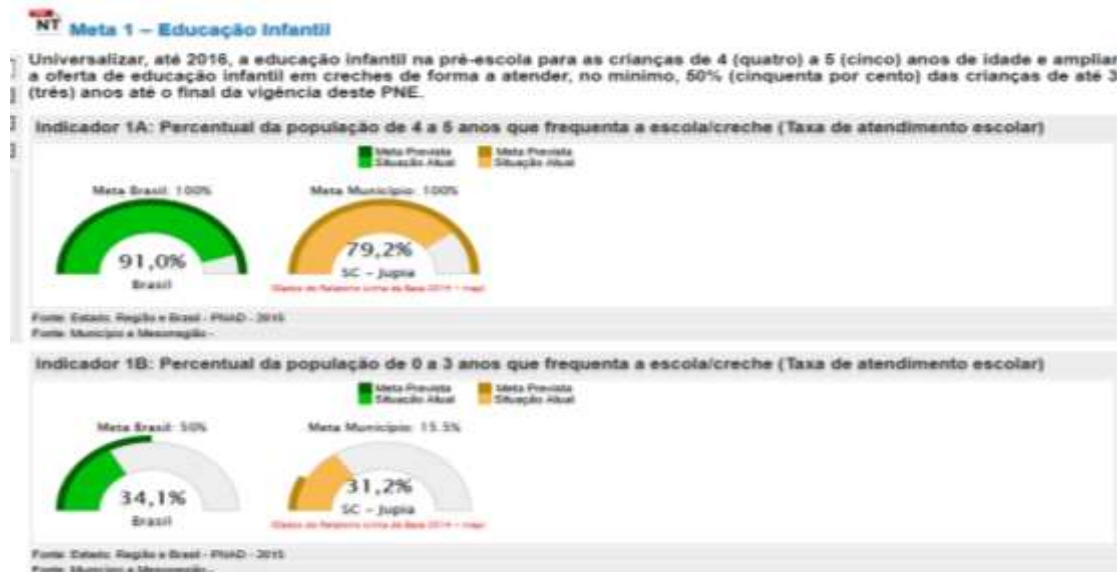 NT Meta 1 – Educação Infantil
Universalizar, até 2016, a educação infantil na pré-escola para as crianças de 4 (quatro) a 5 (cinco) anos de idade e ampliar
a oferta de educação infantil em creches de forma a atender, no mínimo, 50% (cinquenta por cento) das crianças de até 3
(três) anos até o final da vigência deste PNE.
Indicador 1A: Percentual da população de 4 a 5 anos que frequenta a escola/creche (Taxa de atendimento escolar)
Meta Prevista Meta Prevista
Situação Atual Situação Atual
Meta Brasil: 100% Meta Município: 100%
91,0% 79,2%
Brasil SC – Jupia
Fonte: Estado, Região e Brasil - PNAD - 2015
Fonte: Município e Mesorregião -
Indicador 1B: Percentual da população de 0 a 3 anos que frequenta a escola/creche (Taxa de atendimento escolar)
Meta Prevista Meta Prevista
Situação Atual Situação Atual
Meta Brasil: 50% Meta Município: 15.5%
34,1% 31,2%
Brasil SC – Jupia
Fonte: Estado, Região e Brasil - PNAD - 2015
Fonte: Município e Mesorregião -